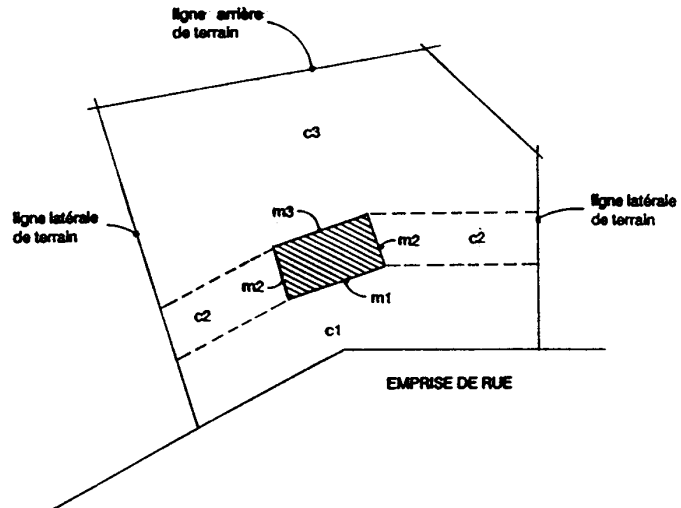 ligne arrière
de terrain
c3
ligne latérale
de terrain
ligne latérale
de terrain
m3
m2
c2
m2
m1
c2
c1
EMPRISE DE RUE